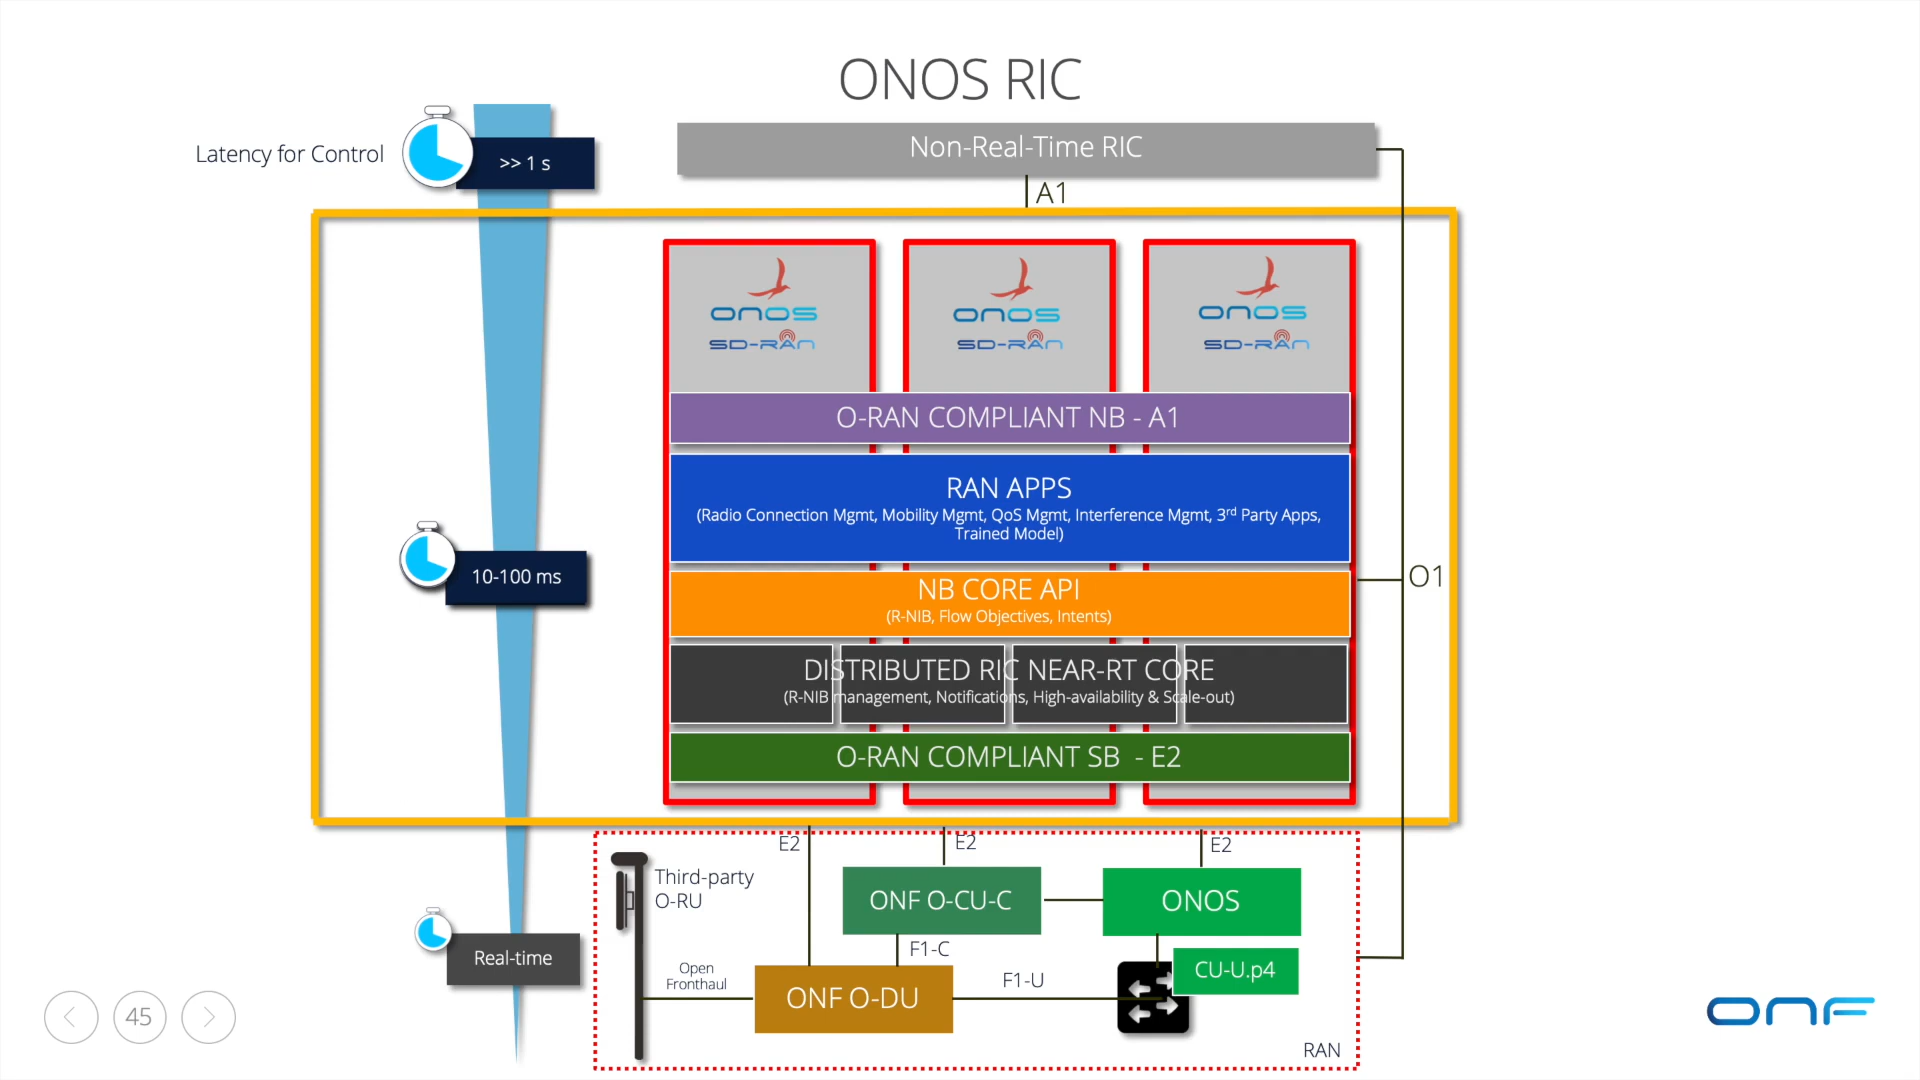 ONOS RIC
Latency for Control
>> 1 s
Non-Real-Time RIC
A1
onos
SD-RAN
onos
SD-RAN
onos
SD-RAN
O-RAN COMPLIANT NB - A1
RAN APPS
(Radio Connection Mgmt, Mobility Mgmt, QoS Mgmt, Interference Mgmt, 3rd Party Apps,
Trained Model)
10-100 ms
NB CORE API
(R-NIB, Flow Objectives, Intents)
O1
DISTRIBUTED RIC NEAR-RT CORE
(R-NIB management, Notifications, High-availability & Scale-out)
O-RAN COMPLIANT SB - E2
E2
E2
E2
Third-party
O-RU
ONF O-CU-C
ONOS
F1-C
Real-time
Open
Fronthaul
ONF O-DU
F1-U
CU-U.p4
RAN
45
ONF